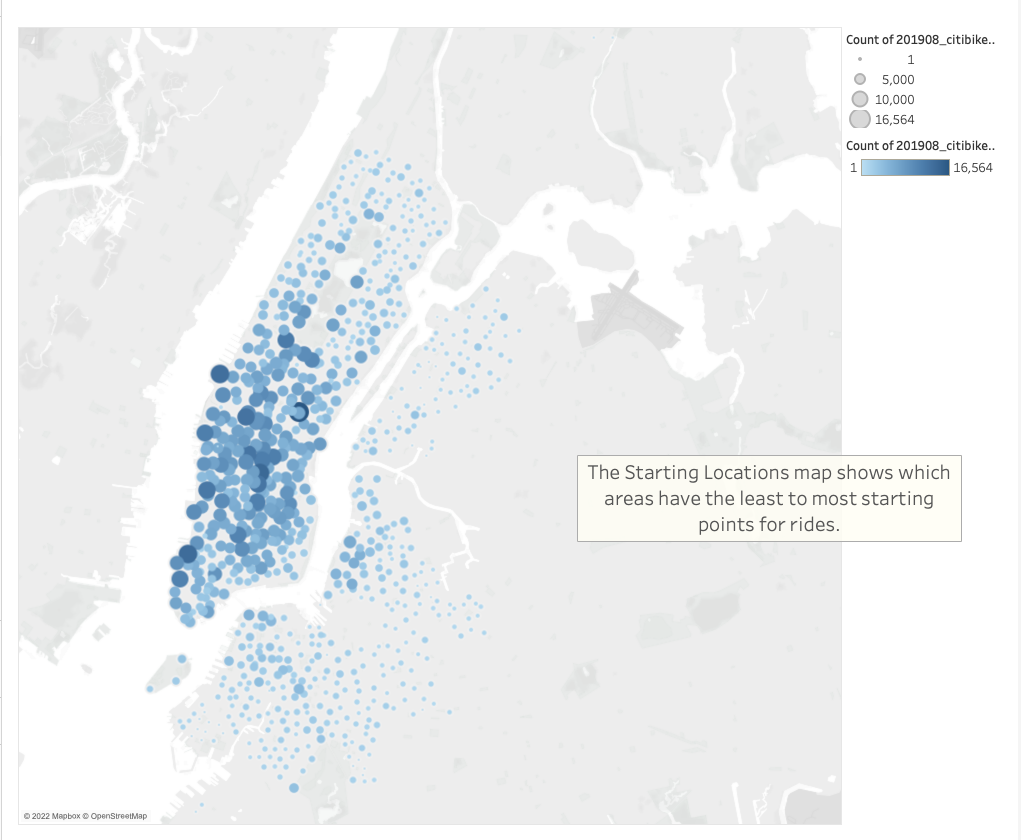 Count of 201908_citibike..
1
5,000
10,000
16,564
Count of 201908_citibike..
1 16,564
The Starting Locations map shows which
areas have the least to most starting
points for rides.
© 2022 Mapbox © OpenStreetMap